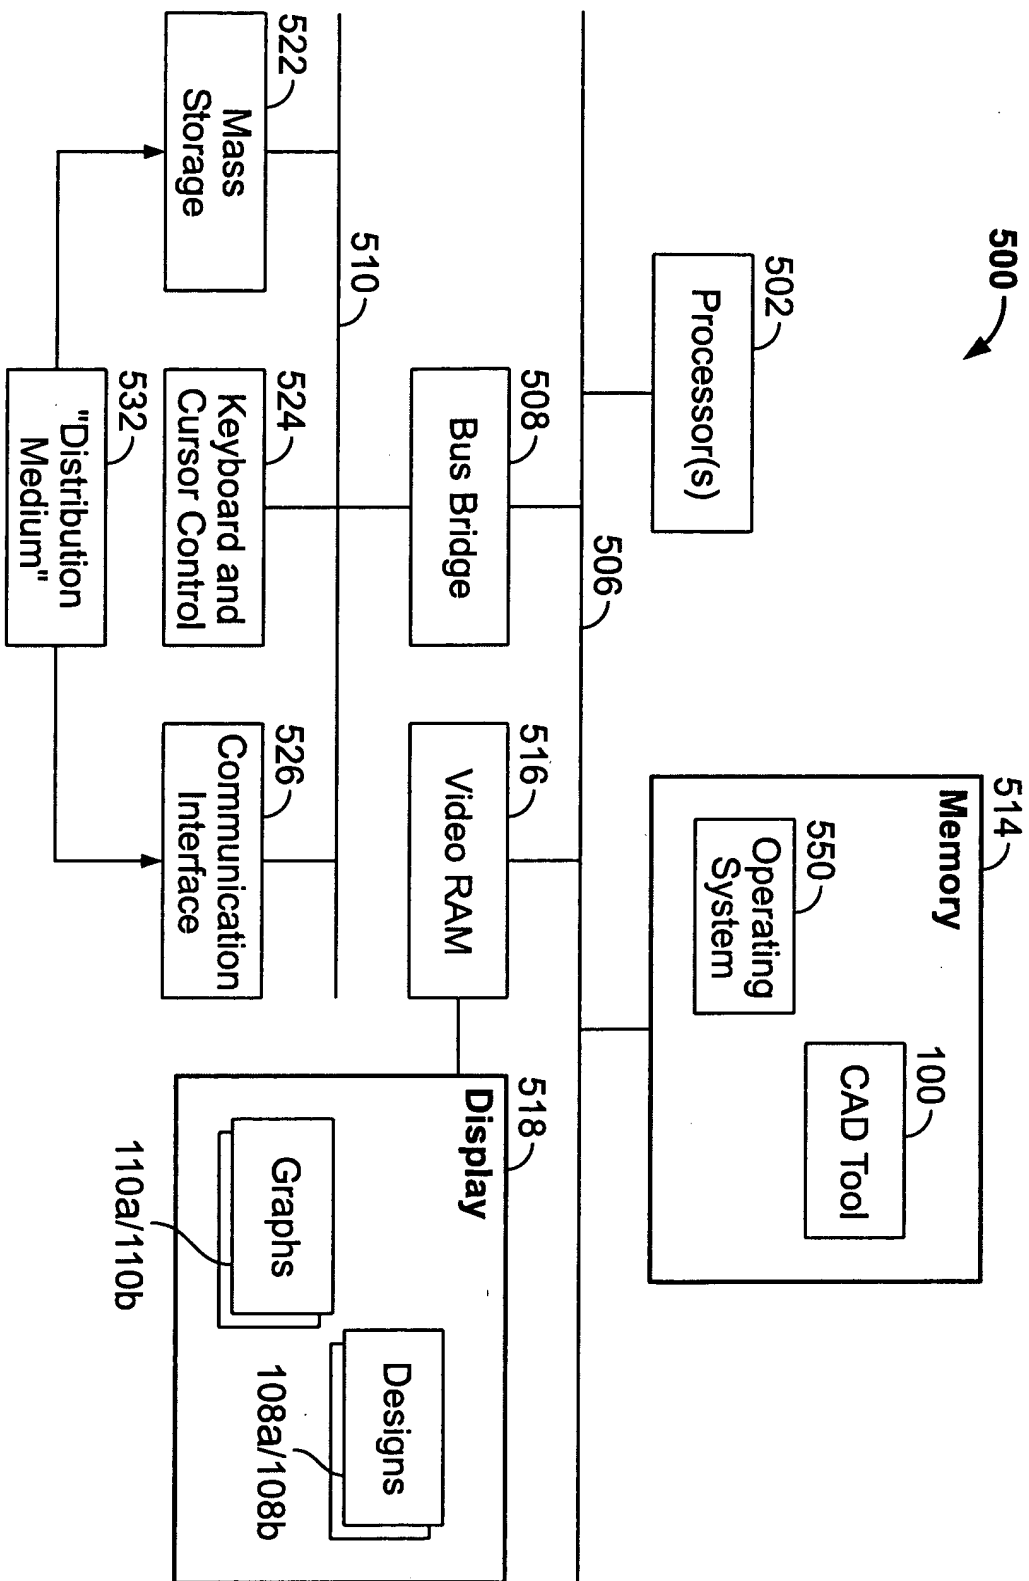 500
502
Processor(s)
514
Memory
550
Operating
System
100
CAD Tool
506
508
Bus Bridge
516
Video RAM
518
Display
Graphs
110a/110b
Designs
108a/108b
510
522
Mass
Storage
524
Keyboard and
Cursor Control
526
Communication
Interface
532
"Distribution
Medium"